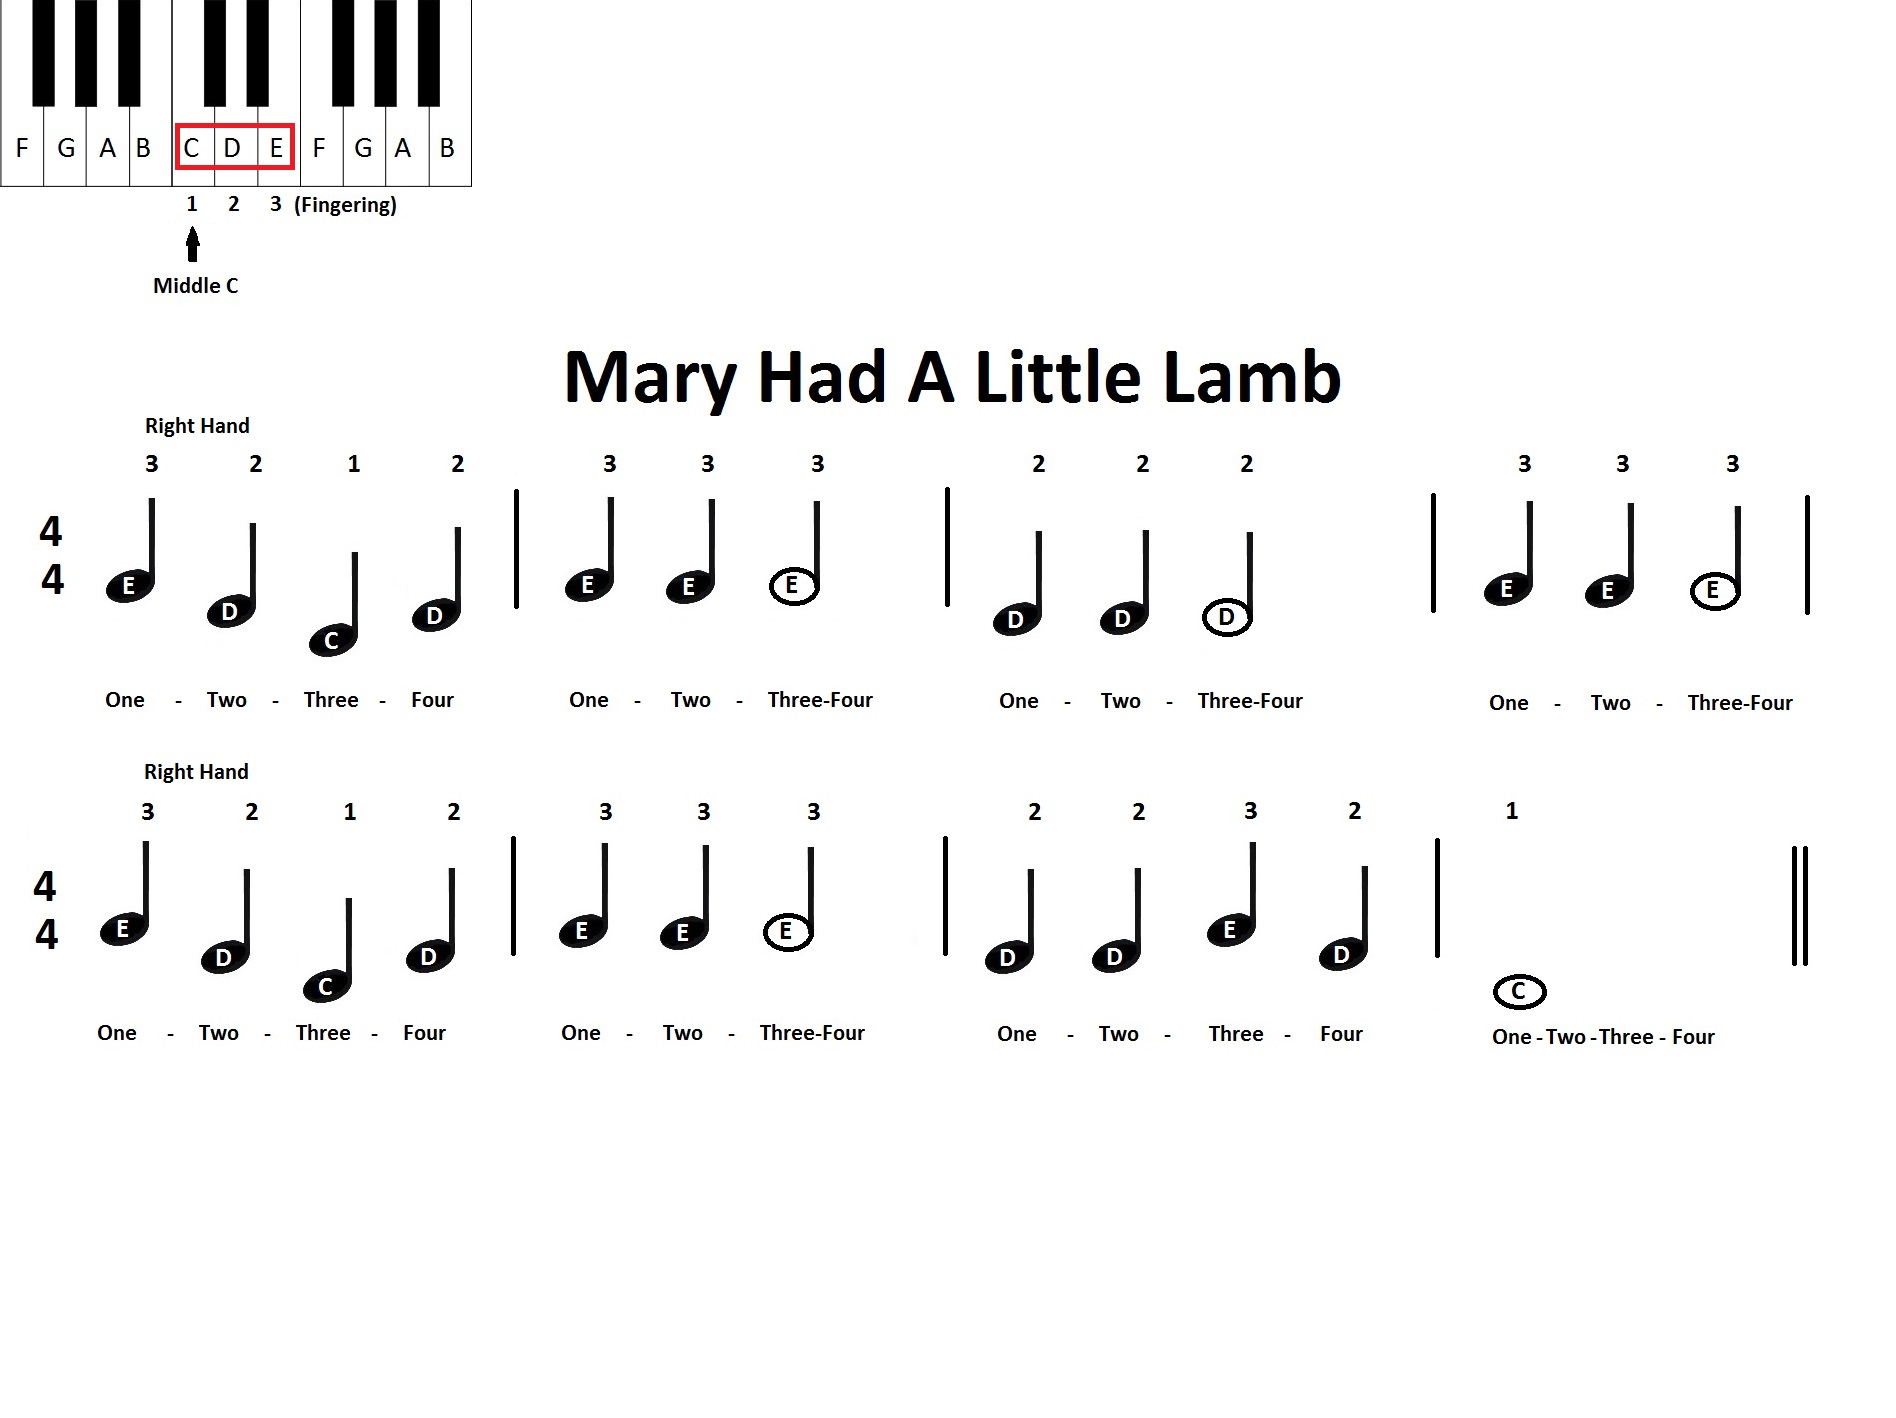 F G A B C D E F G A B
1 2 3 (Fingering)
Middle C
Mary Had A Little Lamb
Right Hand
3 2 1 2 3 3 3 2 2 2 3 3 3
4
4
E D C D E E E D D D E E E
One - Two - Three - Four One - Two - Three-Four One - Two - Three-Four One - Two - Three-Four
Right Hand
3 2 1 2 3 3 3 2 2 3 2 1
4
4
E D C D E E E D D E D C
One - Two - Three - Four One - Two - Three-Four One - Two - Three - Four One - Two - Three - Four